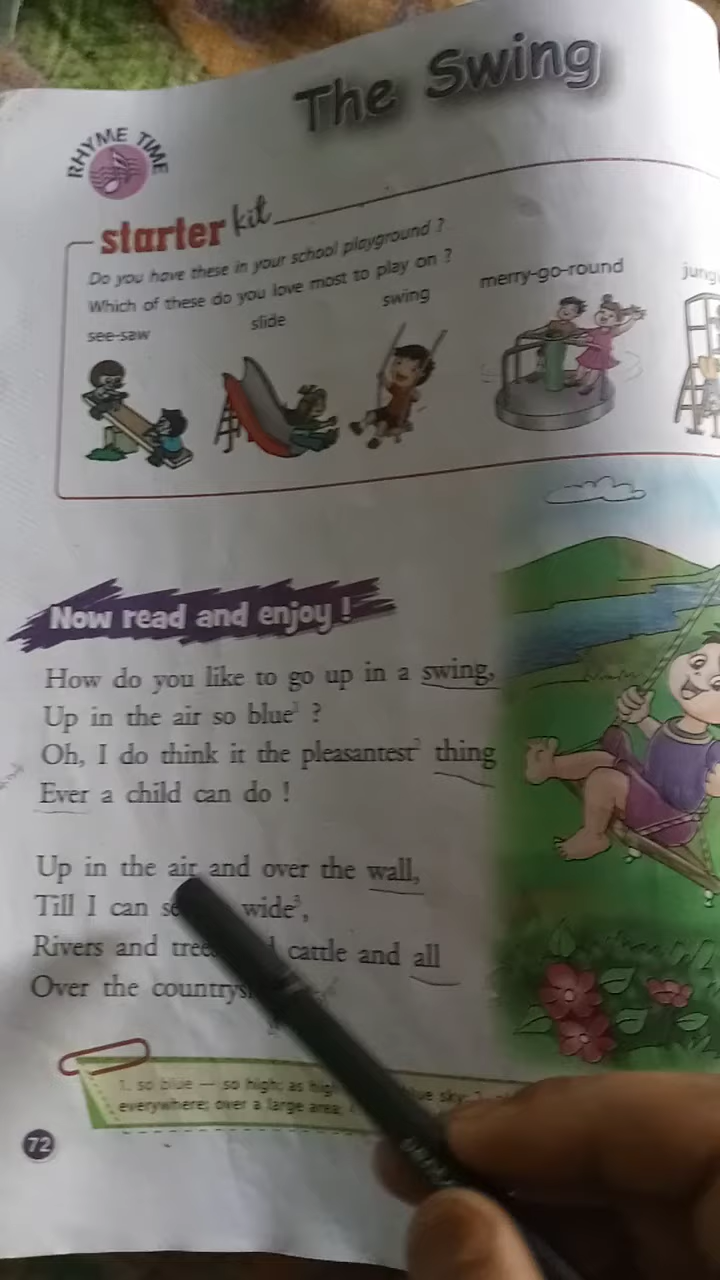 The Swing
RHYME TIME
starter kit
Do you have these in your school playground ?
Which of these do you love most to play on ?
see-saw
slide
swing
merry-go-round
Now read and enjoy !
How do you like to go up in a swing,
Up in the air so blue¹ ?
Oh, I do think it the pleasantest² thing
Ever a child can do !
Up in the air and over the wall,
Till I can wide³,
Rivers and cattle and all
Over the
1. so blue — so high; as
everywhere; over a large area;
72